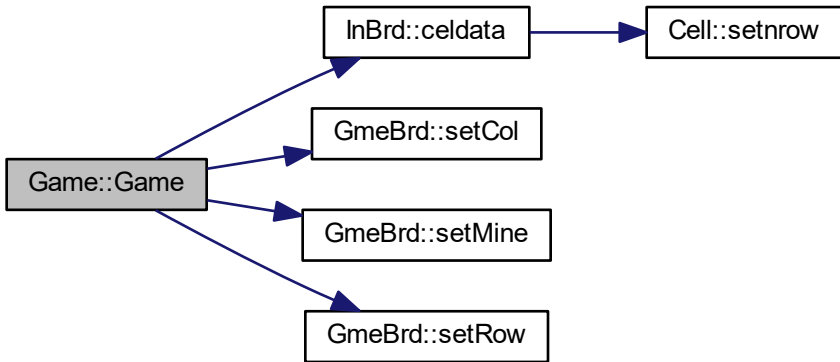 InBrd::celdata
Cell::setnrow
GmeBrd::setCol
Game::Game
GmeBrd::setMine
GmeBrd::setRow